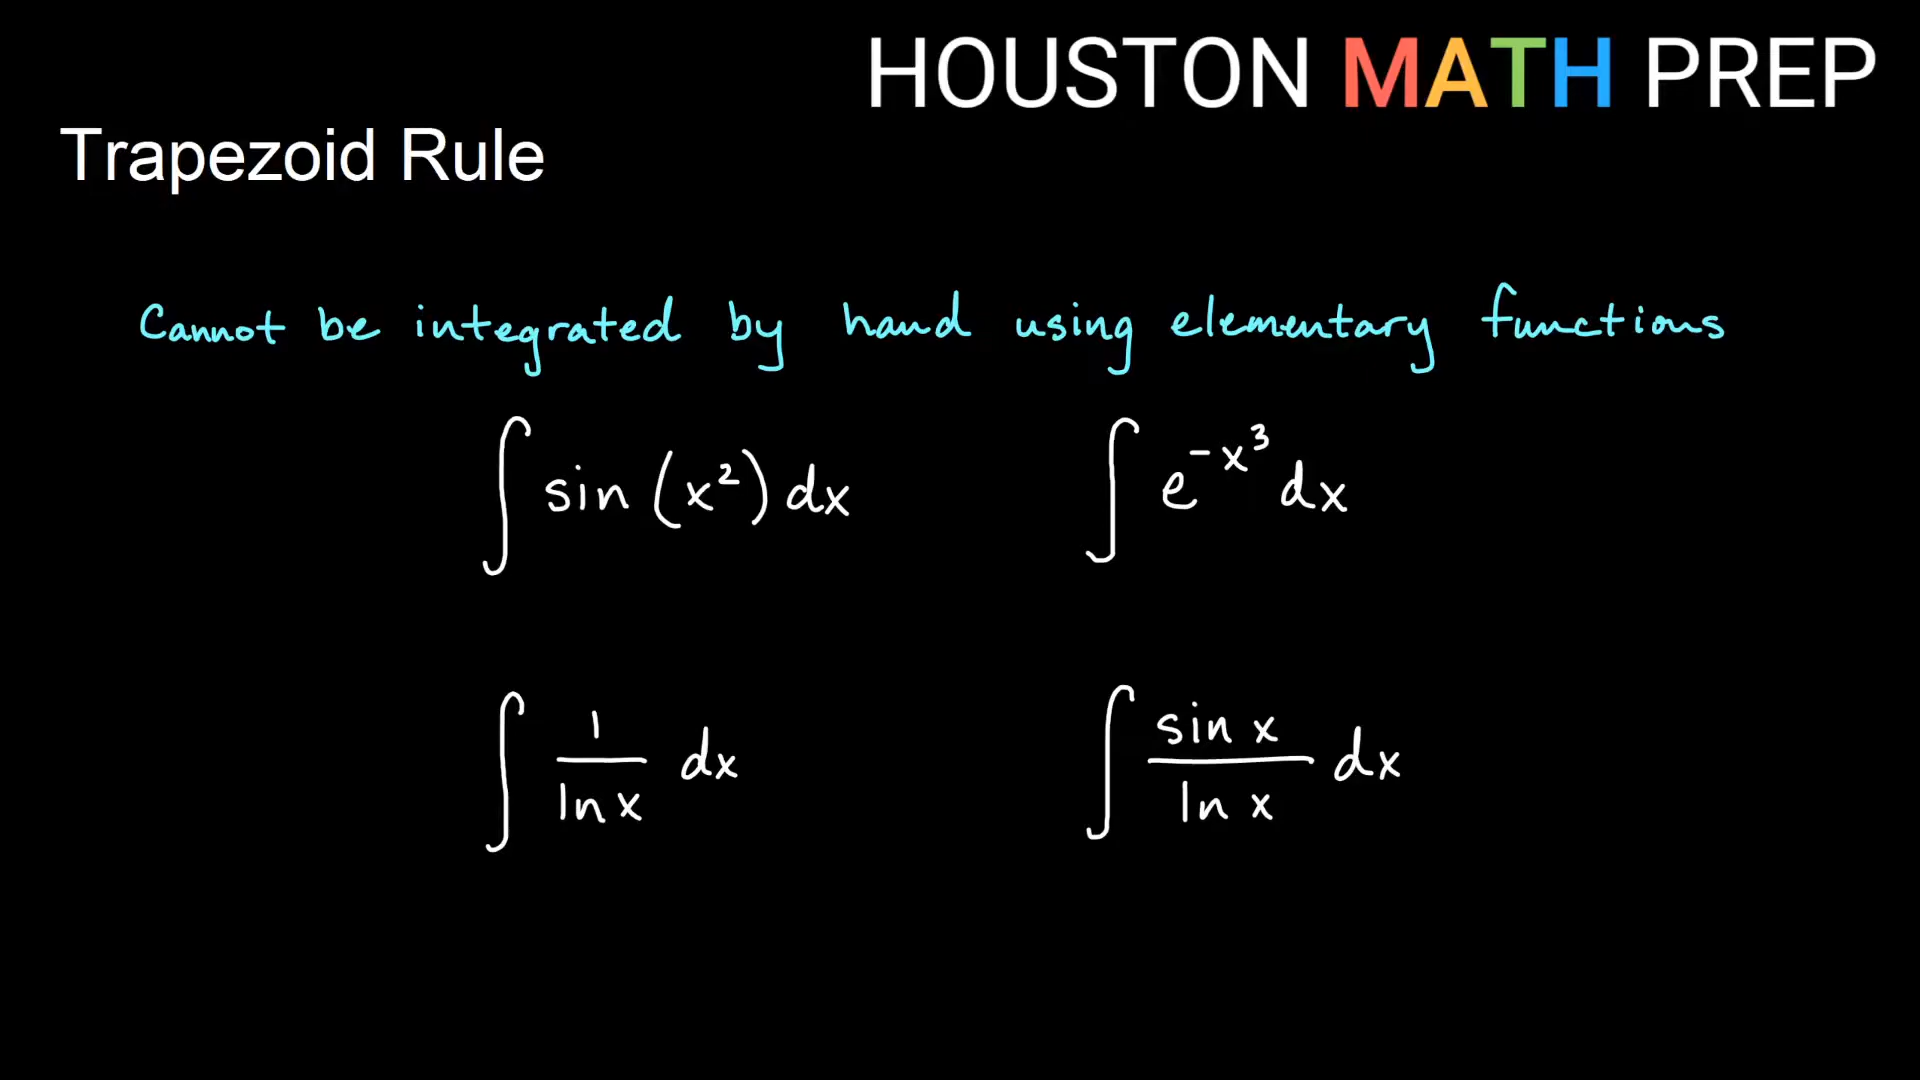 HOUSTON MATH PREP
Trapezoid Rule
Cannot be integrated by hand using elementary functions
∫ sin (x²) dx ∫ e^{-x³} dx
∫ 1/ln x dx ∫ sin x/ln x dx